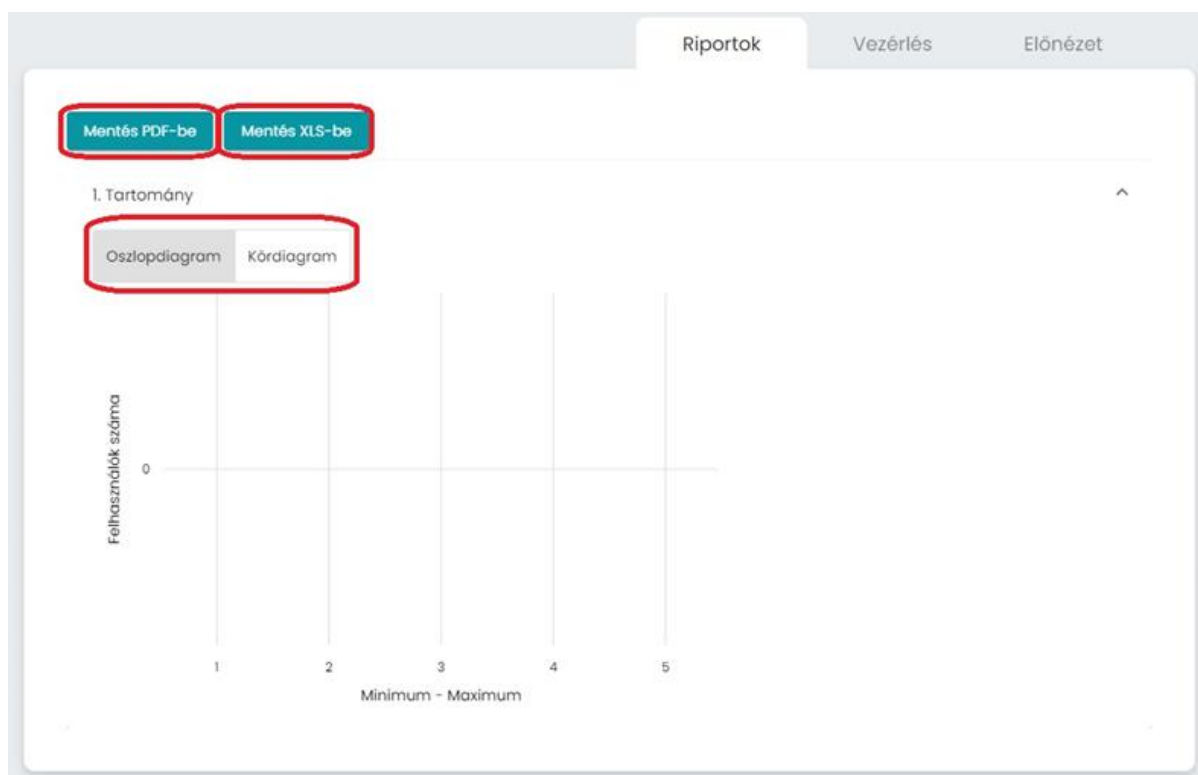 Riportok Vezérlés Előnézet
Mentés PDF-be Mentés XLS-be
1. Tartomány
Oszlopdiagram Kördiagram
Felhasználók száma
0
1 2 3 4 5
Minimum - Maximum